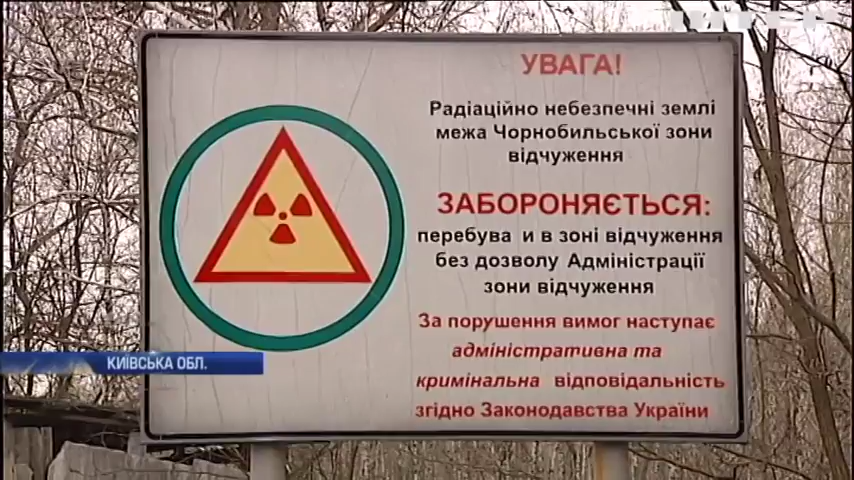 УВАГА!
Радіаційно небезпечні землі
межа Чорнобильської зони
відчуження
ЗАБОРОНЯЄТЬСЯ:
перебува и в зоні відчуження
без дозволу Адміністрації
зони відчуження
За порушення вимог наступає
адміністративна та
кримінальна відповідальність
згідно Законодавства України
КИЇВСЬКА ОБЛ.